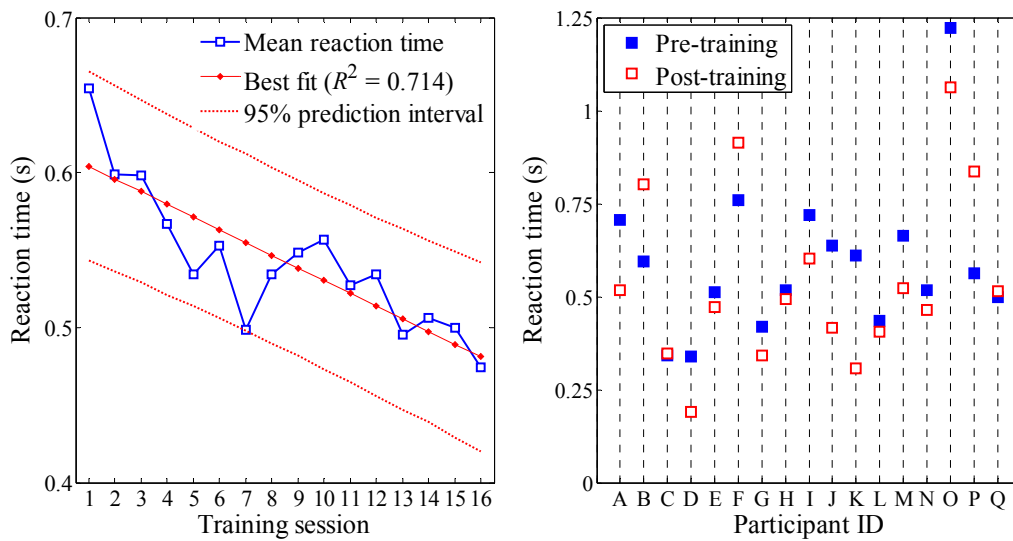 0.7
0.6
0.5
0.4
Reaction time (s)
Mean reaction time
Best fit (R² = 0.714)
95% prediction interval
1 2 3 4 5 6 7 8 9 10 11 12 13 14 15 16
Training session
1.25
1
0.75
0.5
0.25
0
Reaction time (s)
Pre-training
Post-training
A B C D E F G H I J K L M N O P Q
Participant ID